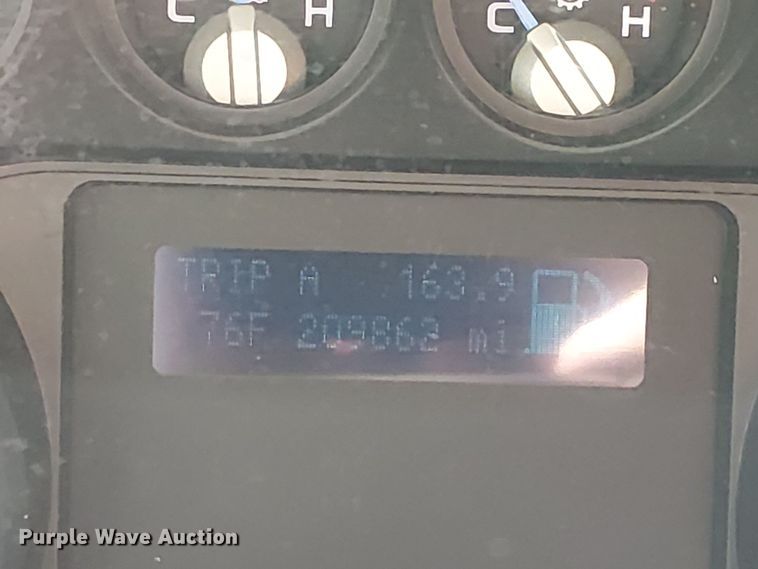 C H C H
TRIP A 163.9
76F 209862 mi
Purple Wave Auction